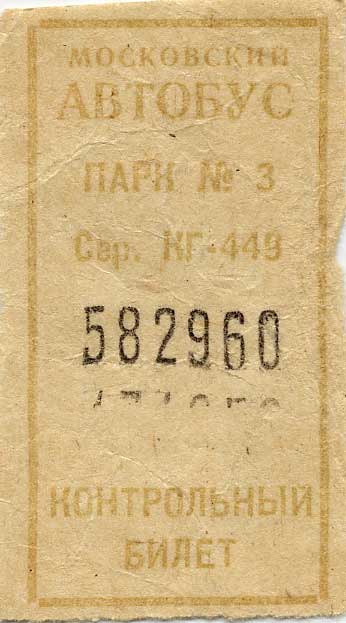 МОСКОВСКИЙ
АВТОБУС
ПАРК № 3
Сер. КГ-449
582960
КОНТРОЛЬНЫЙ
БИЛЕТ